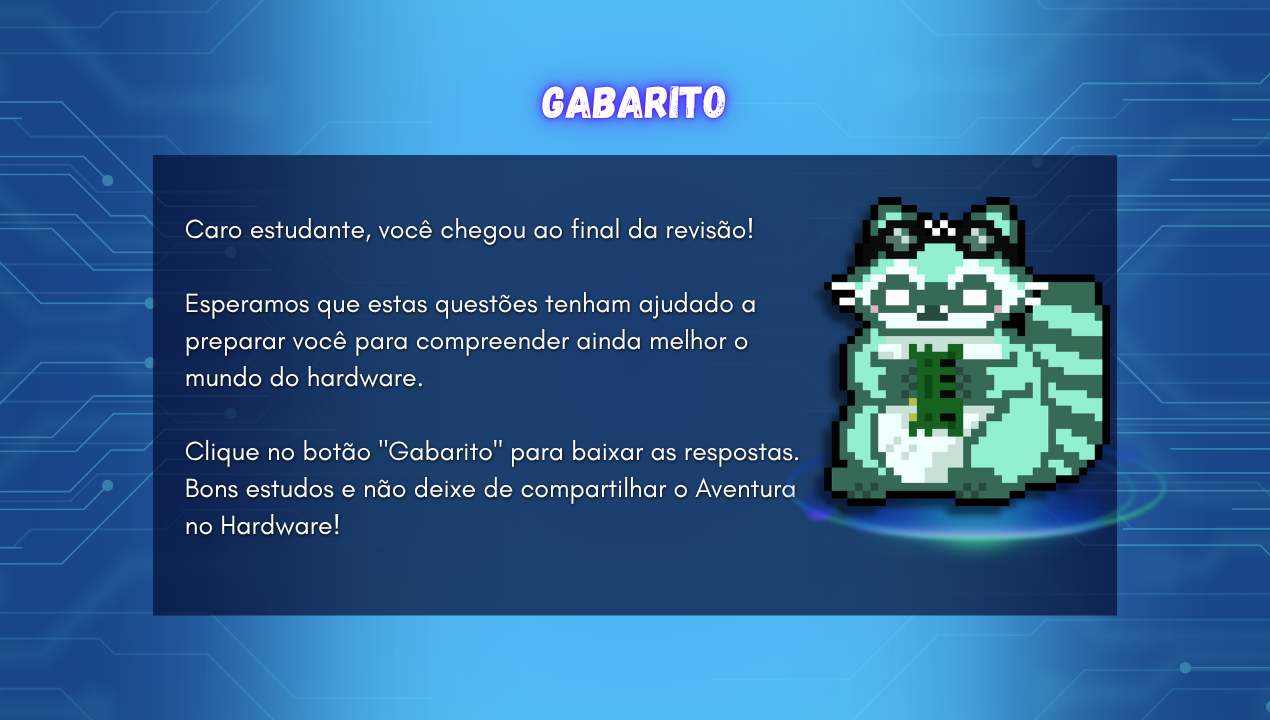 GABARITO
Caro estudante, você chegou ao final da revisão!
Esperamos que estas questões tenham ajudado a
preparar você para compreender ainda melhor o
mundo do hardware.
Clique no botão "Gabarito" para baixar as respostas.
Bons estudos e não deixe de compartilhar o Aventura
no Hardware!